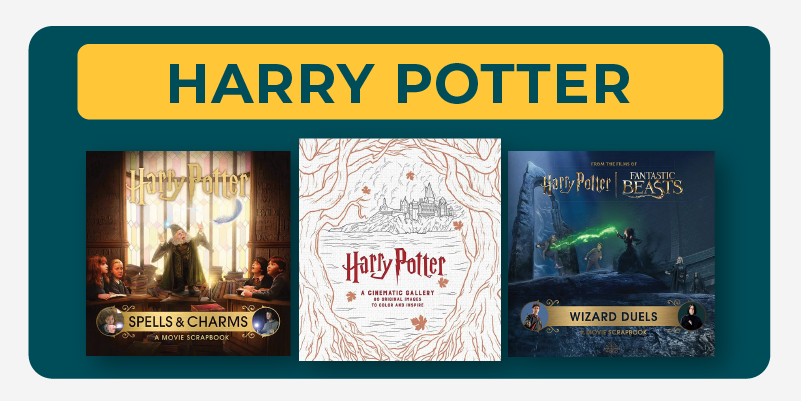 HARRY POTTER
Harry Potter
SPELLS & CHARMS
A MOVIE SCRAPBOOK
Harry Potter
A CINEMATIC GALLERY
80 ORIGINAL IMAGES
TO COLOR AND INSPIRE
FROM THE FILMS OF
Harry Potter | FANTASTIC BEASTS
WIZARD DUELS
A MOVIE SCRAPBOOK